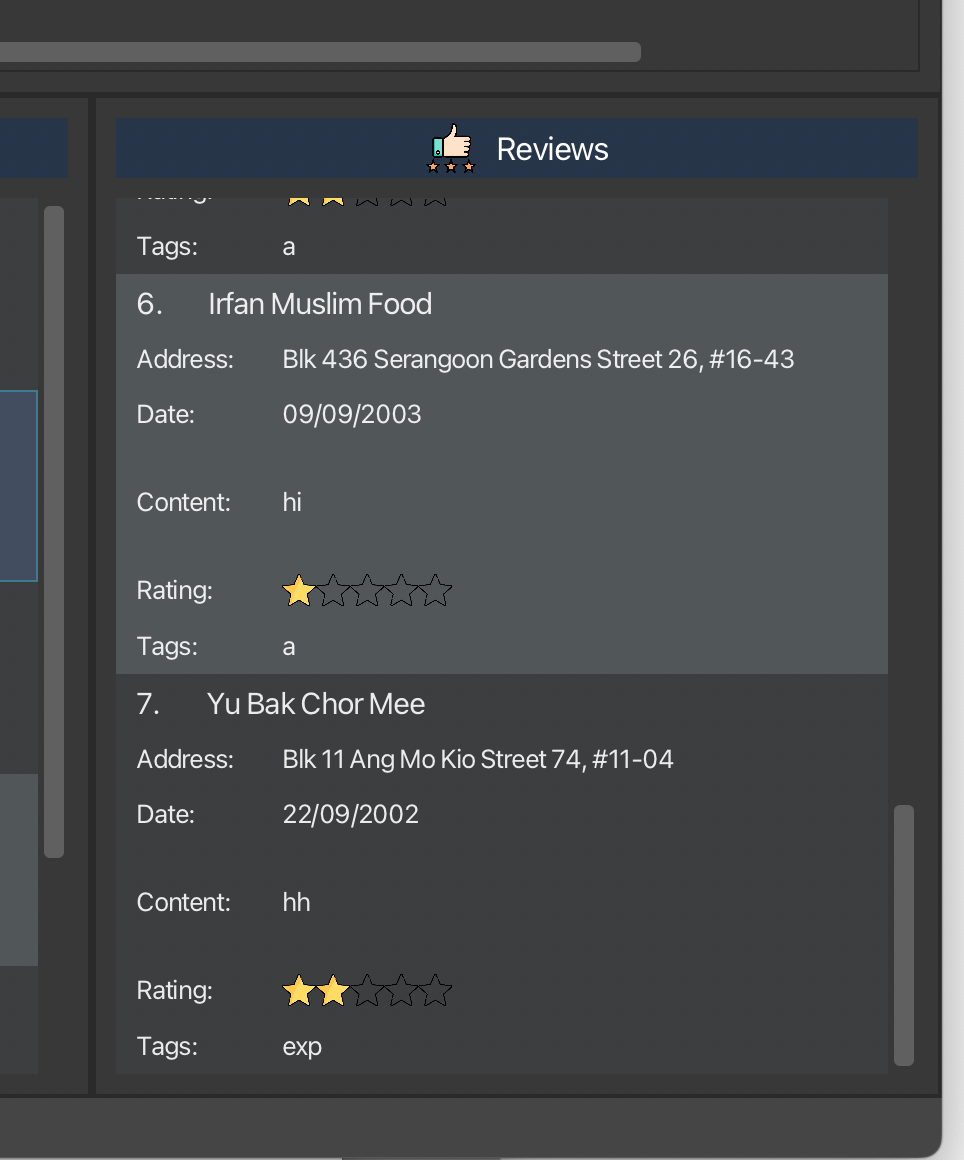 Reviews
Rating:
Tags: a
6. Irfan Muslim Food
Address: Blk 436 Serangoon Gardens Street 26, #16-43
Date: 09/09/2003
Content: hi
Rating:
Tags: a
7. Yu Bak Chor Mee
Address: Blk 11 Ang Mo Kio Street 74, #11-04
Date: 22/09/2002
Content: hh
Rating:
Tags: exp